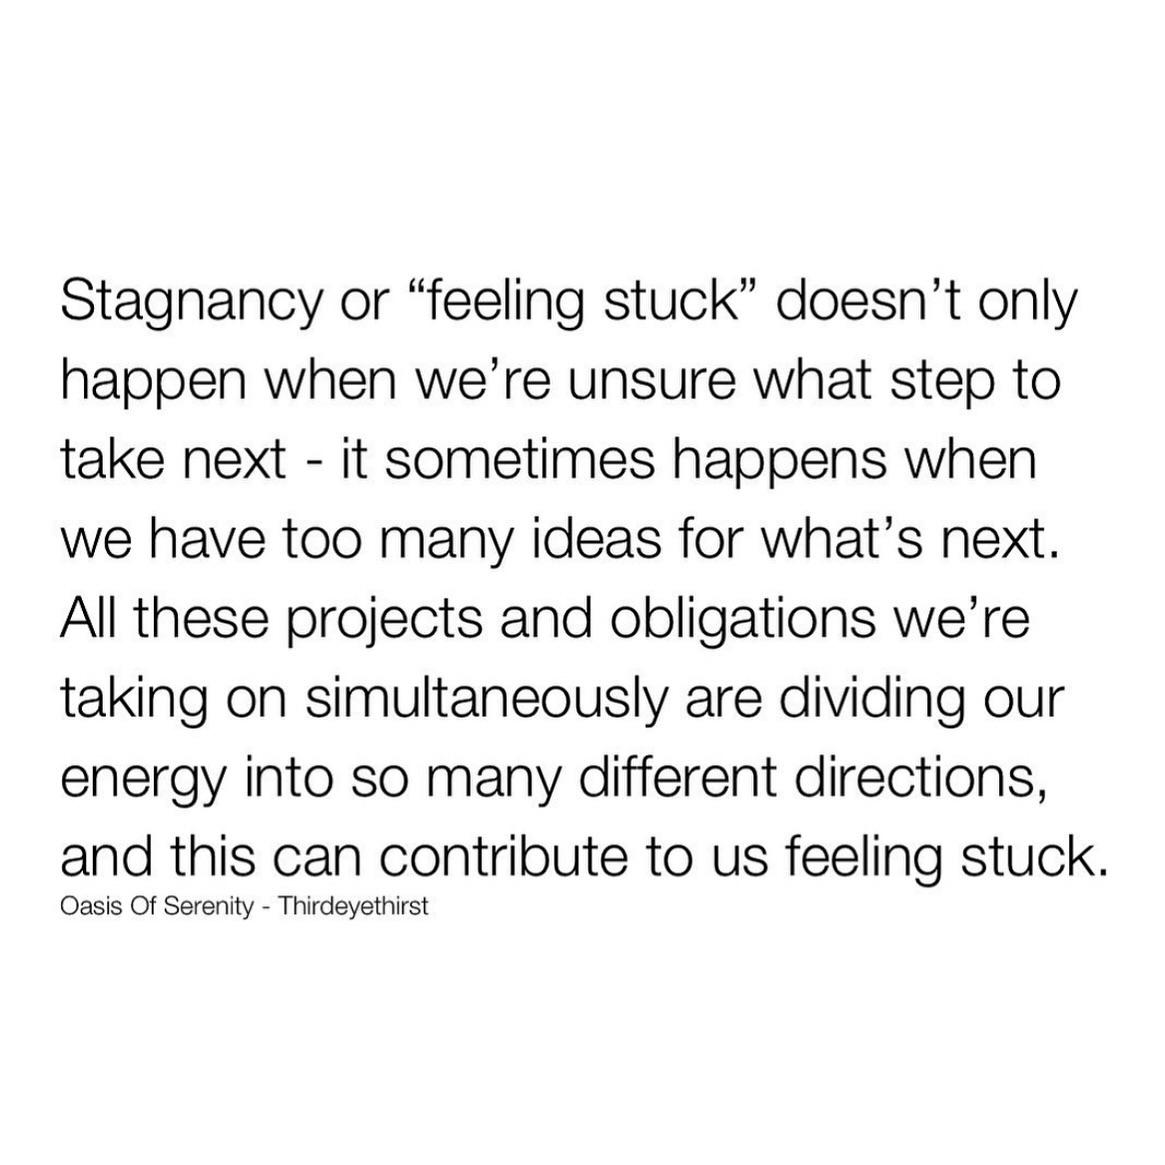 Stagnancy or “feeling stuck” doesn’t only
happen when we’re unsure what step to
take next - it sometimes happens when
we have too many ideas for what’s next.
All these projects and obligations we’re
taking on simultaneously are dividing our
energy into so many different directions,
and this can contribute to us feeling stuck.
Oasis Of Serenity - Thirdeyethirst